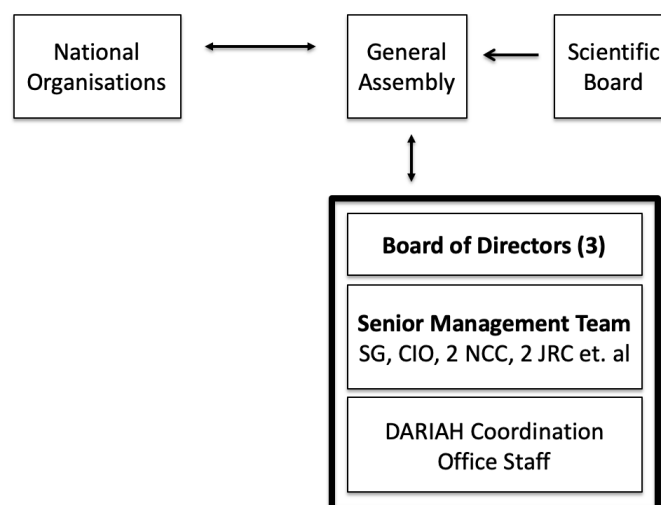 National
Organisations
General
Assembly
Scientific
Board
Board of Directors (3)
Senior Management Team
SG, CIO, 2 NCC, 2 JRC et. al
DARIAH Coordination
Office Staff